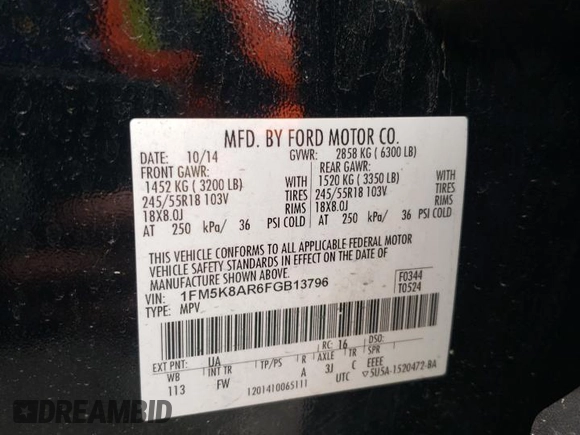 MFD. BY FORD MOTOR CO.
DATE: 10/14 GVWR: 2858 KG ( 6300 LB)
FRONT GAWR: REAR GAWR:
1452 KG ( 3200 LB) WITH 1520 KG ( 3350 LB) WITH
245/55R18 103V TIRES 245/55R18 103V TIRES
18X8.0J RIMS 18X8.0J RIMS
AT 250 kPa/ 36 PSI COLD AT 250 kPa/ 36 PSI COLD
THIS VEHICLE CONFORMS TO ALL APPLICABLE FEDERAL MOTOR
VEHICLE SAFETY STANDARDS IN EFFECT ON THE DATE OF
MANUFACTURE SHOWN ABOVE.
VIN: 1FM5K8AR6FGB13796 F0344
TYPE: MPV T0524
EXT PNT: UA RC: 16 DSO:
WB INT TR TP/PS R AXLE TR SPR
113 FW A 3J C EEEE
1201410065111 UTC 5U5A-1520472-BA
DREAMBID